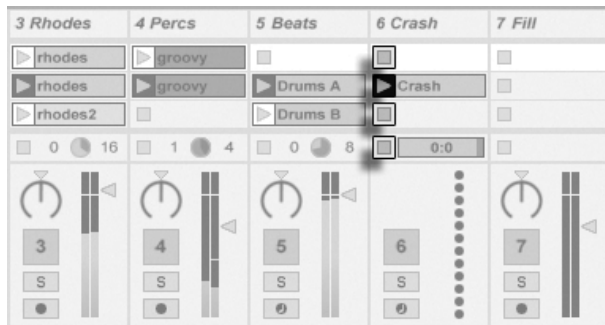 3 Rhodes 4 Percs 5 Beats 6 Crash 7 Fill
rhodes groovy
rhodes groovy Drums A Crash
rhodes2 Drums B
0 16 1 4 0 8 0:0
3 4 5 6 7
S S S S S